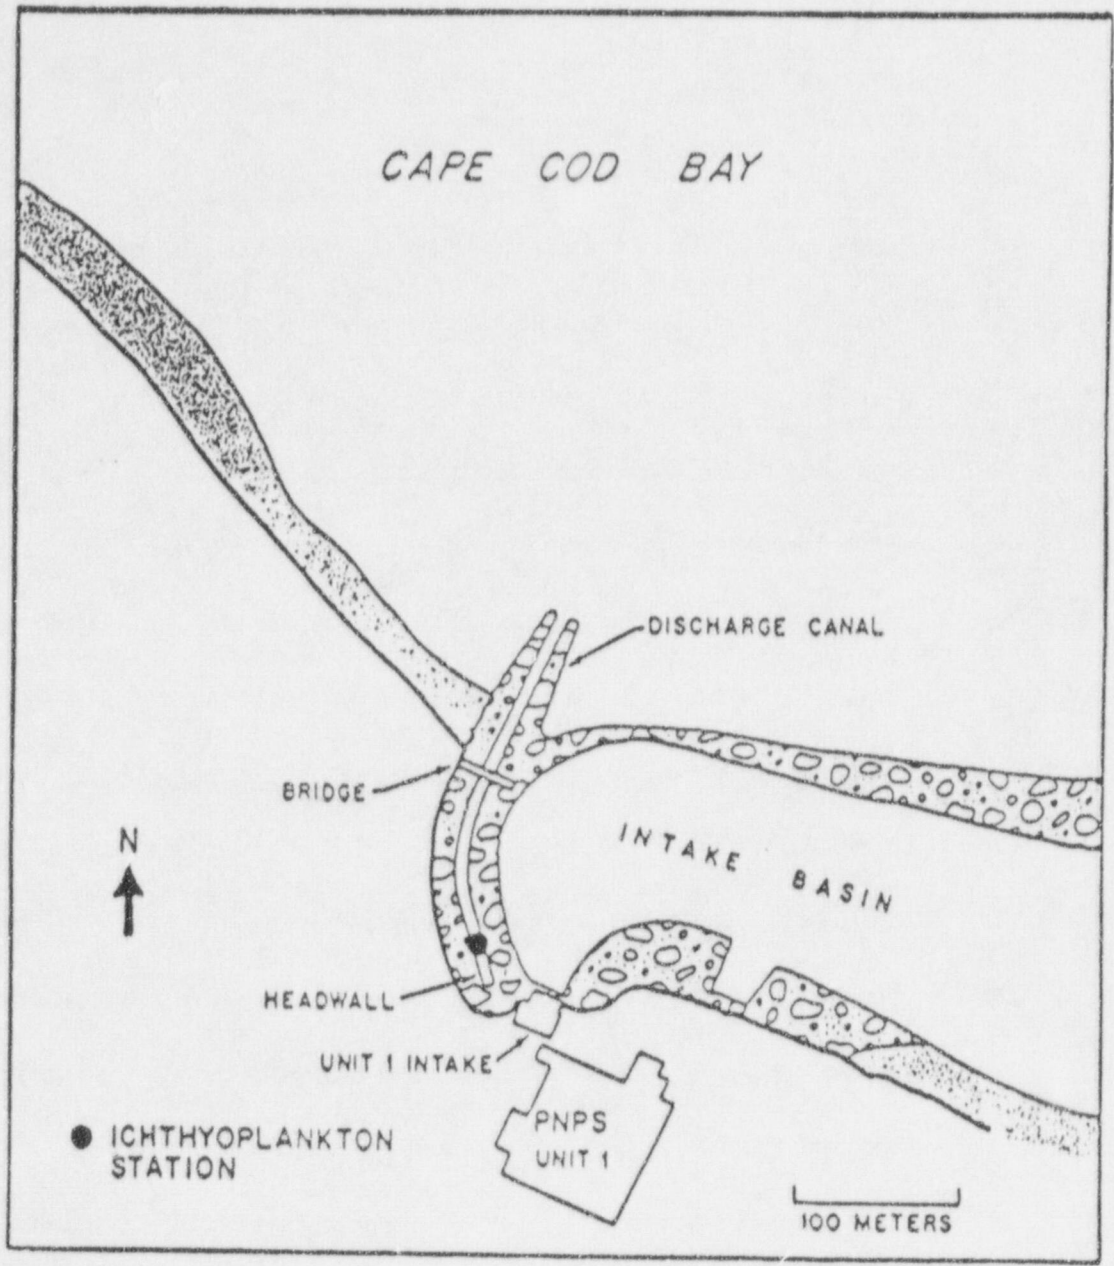 CAPE COD BAY
DISCHARGE CANAL
BRIDGE
N
INTAKE BASIN
HEADWALL
UNIT 1 INTAKE
PNPS
UNIT 1
ICHTHYOPLANKTON
STATION
100 METERS